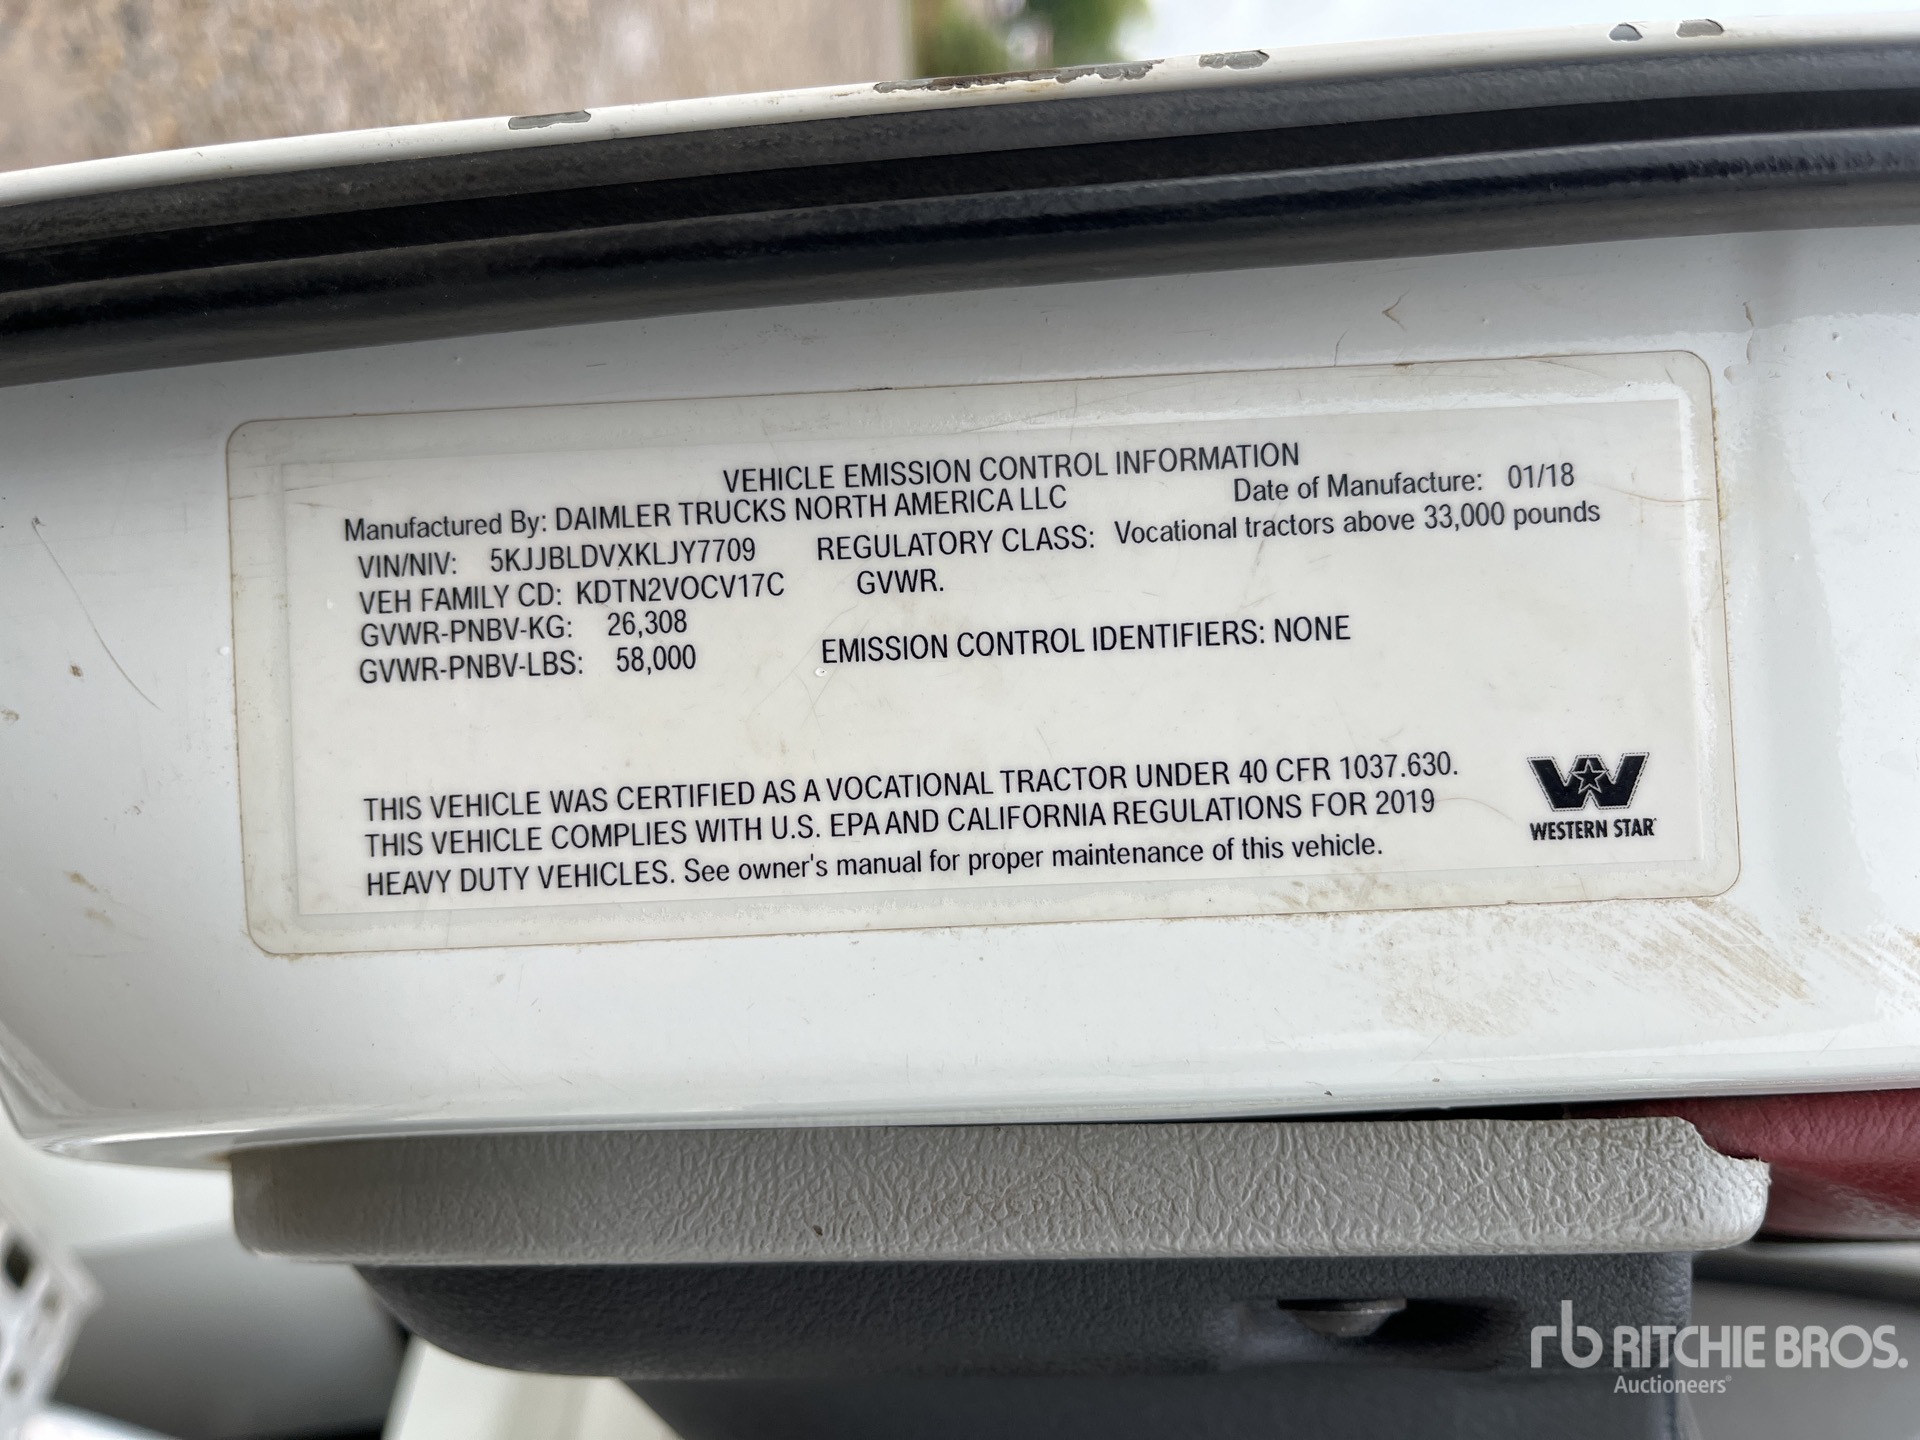 VEHICLE EMISSION CONTROL INFORMATION
Manufactured By: DAIMLER TRUCKS NORTH AMERICA LLC Date of Manufacture: 01/18
VIN/NIV: 5KJJBLDVXKLJY7709 REGULATORY CLASS: Vocational tractors above 33,000 pounds
VEH FAMILY CD: KDTN2VOCV17C GVWR.
GVWR-PNBV-KG: 26,308
GVWR-PNBV-LBS: 58,000 EMISSION CONTROL IDENTIFIERS: NONE
THIS VEHICLE WAS CERTIFIED AS A VOCATIONAL TRACTOR UNDER 40 CFR 1037.630.
THIS VEHICLE COMPLIES WITH U.S. EPA AND CALIFORNIA REGULATIONS FOR 2019
HEAVY DUTY VEHICLES. See owner's manual for proper maintenance of this vehicle.
WESTERN STAR
rb RITCHIE BROS.
Auctioneers